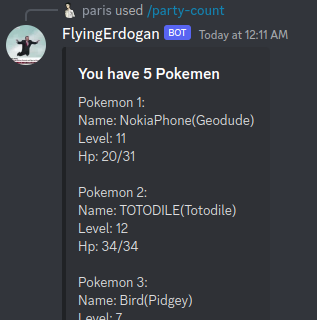 paris used /party-count
FlyingErdogan BOT Today at 12:11 AM
You have 5 Pokemen
Pokemon 1:
Name: NokiaPhone(Geodude)
Level: 11
Hp: 20/31
Pokemon 2:
Name: TOTODILE(Totodile)
Level: 12
Hp: 34/34
Pokemon 3:
Name: Bird(Pidgey)
Level: 7